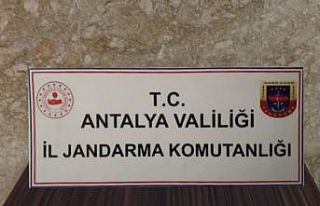 T.C.
ANTALYA VALİLİĞİ
İL JANDARMA KOMUTANLIĞI